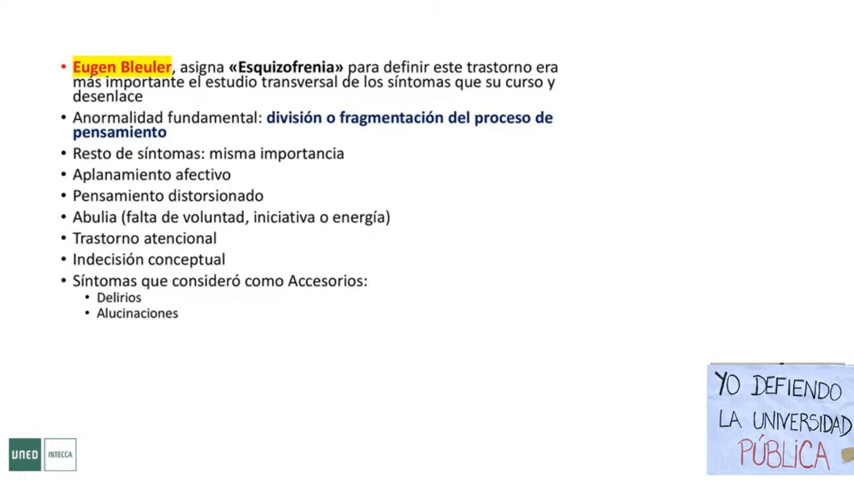 • Eugen Bleuler, asigna «Esquizofrenia» para definir este trastorno era
más importante el estudio transversal de los síntomas que su curso y
desenlace
• Anormalidad fundamental: división o fragmentación del proceso de
pensamiento
• Resto de síntomas: misma importancia
• Aplanamiento afectivo
• Pensamiento distorsionado
• Abulia (falta de voluntad, iniciativa o energía)
• Trastorno atencional
• Indecisión conceptual
• Síntomas que consideró como Accesorios:
• Delirios
• Alucinaciones
YO DEFIENDO
LA UNIVERSIDAD
PÚBLICA
UNED INTECCA